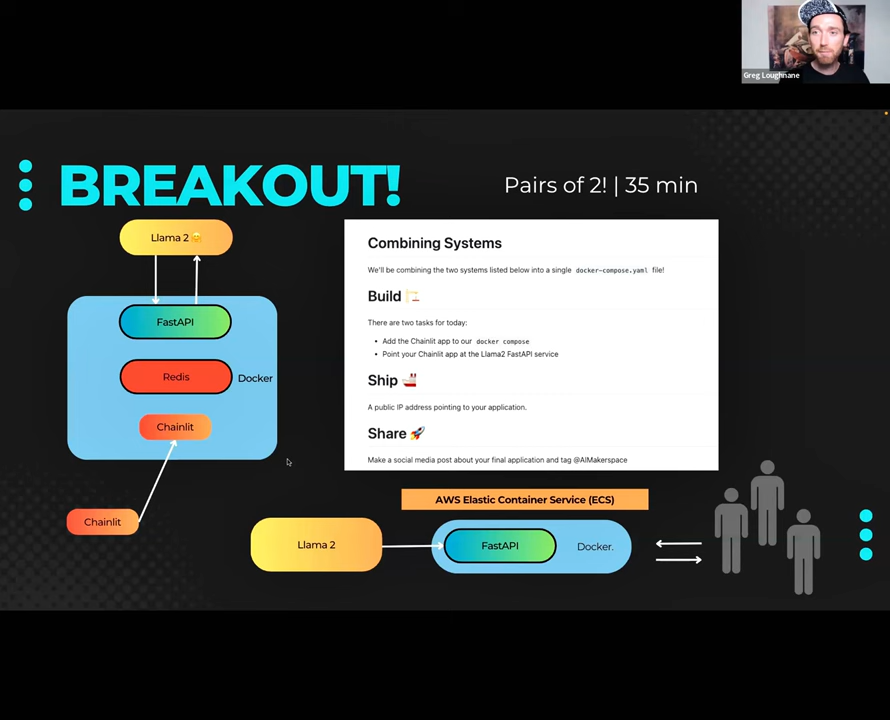 Greg Loughnane
BREAKOUT!
Pairs of 2! | 35 min
Llama 2 🤗
FastAPI
Redis
Docker
Chainlit
Chainlit
Combining Systems
We'll be combining the two systems listed below into a single docker-compose.yaml file!
Build 🏗️
There are two tasks for today:
• Add the Chainlit app to our docker compose
• Point your Chainlit app at the Llama2 FastAPI service
Ship 🚢
A public IP address pointing to your application.
Share 🚀
Make a social media post about your final application and tag @AIMakerspace
AWS Elastic Container Service (ECS)
Llama 2
FastAPI
Docker.